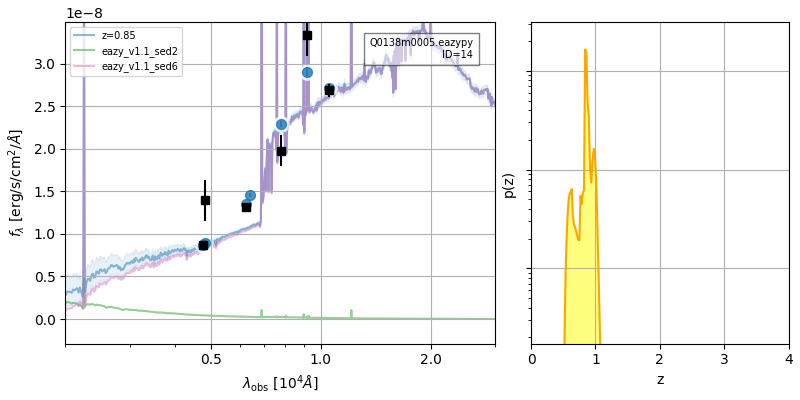 1e−8
z=0.85
eazy_v1.1_sed2
eazy_v1.1_sed6
Q0138m0005.eazypy
ID=14
3.0
2.5
2.0
1.5
1.0
0.5
0.0
fλ [erg/s/cm²/Å]
0.5
1.0
2.0
λobs [10⁴Å]
p(z)
0
1
2
3
4
z